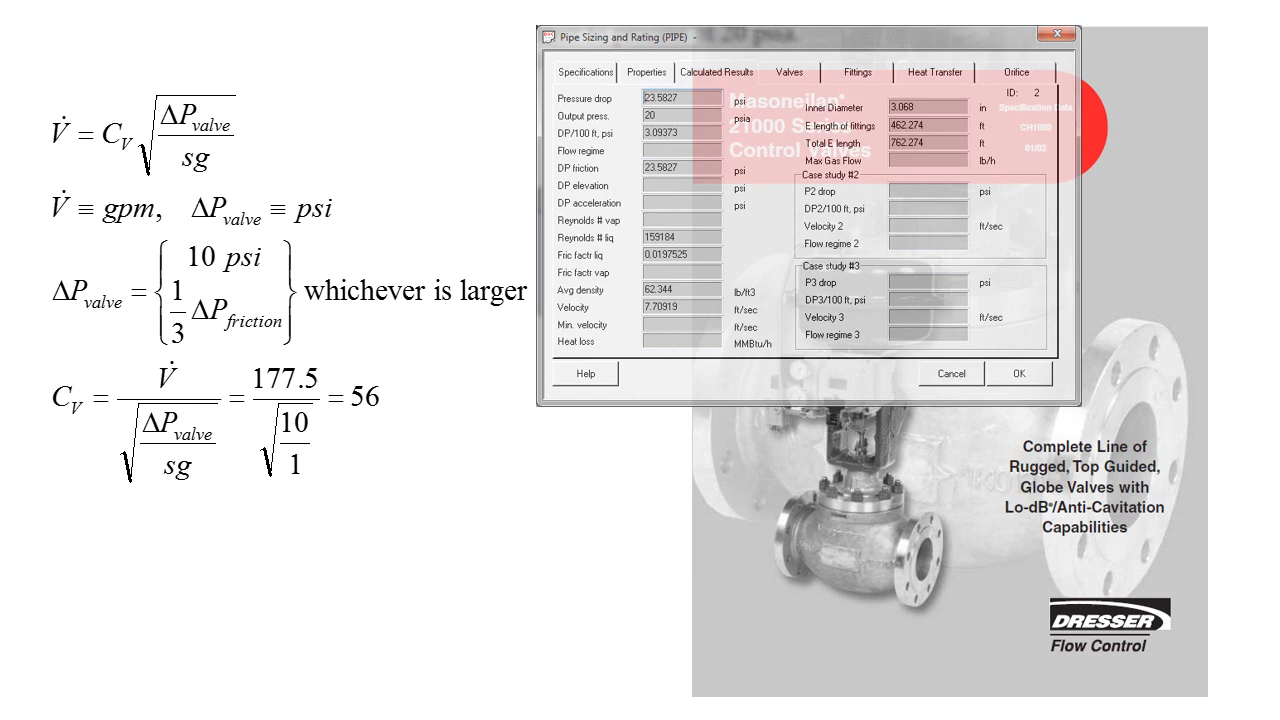 V̇ = C_V √(ΔP_valve / sg)
V̇ ≡ gpm, ΔP_valve ≡ psi
ΔP_valve = { 10 psi
1/3 ΔP_friction } whichever is larger
C_V = V̇ / √(ΔP_valve / sg) = 177.5 / √(10 / 1) = 56
Pipe Sizing and Rating (PIPE) -
20 psia.
Specifications Properties Calculated Results Valves Fittings Heat Transfer Orifice
ID: 2
Pressure drop 23.5827 psi
Output press. 20 psia
DP/100 ft, psi 3.09373
Flow regime
DP friction 23.5827 psi
DP elevation psi
DP acceleration psi
Reynolds # vap
Reynolds # liq 159184
Fric factr liq 0.0197525
Fric factr vap
Avg density 62.344 lb/ft3
Velocity 7.70919 ft/sec
Min. velocity ft/sec
Heat loss MMBtu/h
Inner Diameter 3.068 in
E length of fittings 462.274 ft
Total E length 762.274 ft
Max Gas Flow lb/h
Case study #2
P2 drop psi
DP2/100 ft, psi
Velocity 2 ft/sec
Flow regime 2
Case study #3
P3 drop psi
DP3/100 ft, psi
Velocity 3 ft/sec
Flow regime 3
Help Cancel OK
Masoneilan®
21000 Series
Control Valves
Specification Data
CH1000
01/02
Complete Line of
Rugged, Top Guided,
Globe Valves with
Lo-dB®/Anti-Cavitation
Capabilities
DRESSER
Flow Control